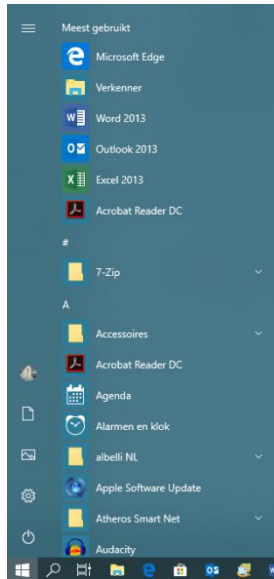 Meest gebruikt
Microsoft Edge
Verkenner
Word 2013
Outlook 2013
Excel 2013
Acrobat Reader DC
#
7-Zip
A
Accessoires
Acrobat Reader DC
Agenda
Alarmen en klok
albelli NL
Apple Software Update
Atheros Smart Net
Audacity